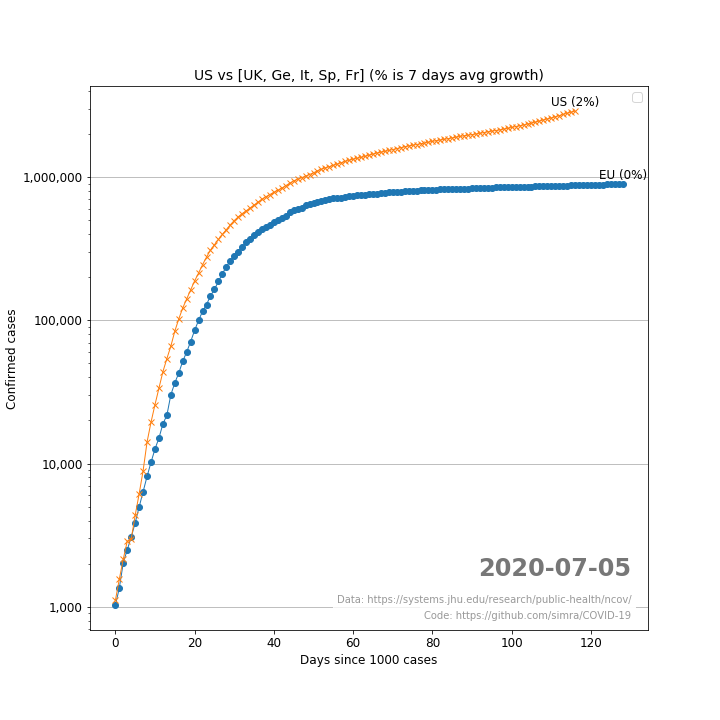 US vs [UK, Ge, It, Sp, Fr] (% is 7 days avg growth)
US (2%)
EU (0%)
1,000,000
100,000
10,000
1,000
Confirmed cases
2020-07-05
Data: https://systems.jhu.edu/research/public-health/ncov/
Code: https://github.com/simra/COVID-19
0 20 40 60 80 100 120
Days since 1000 cases